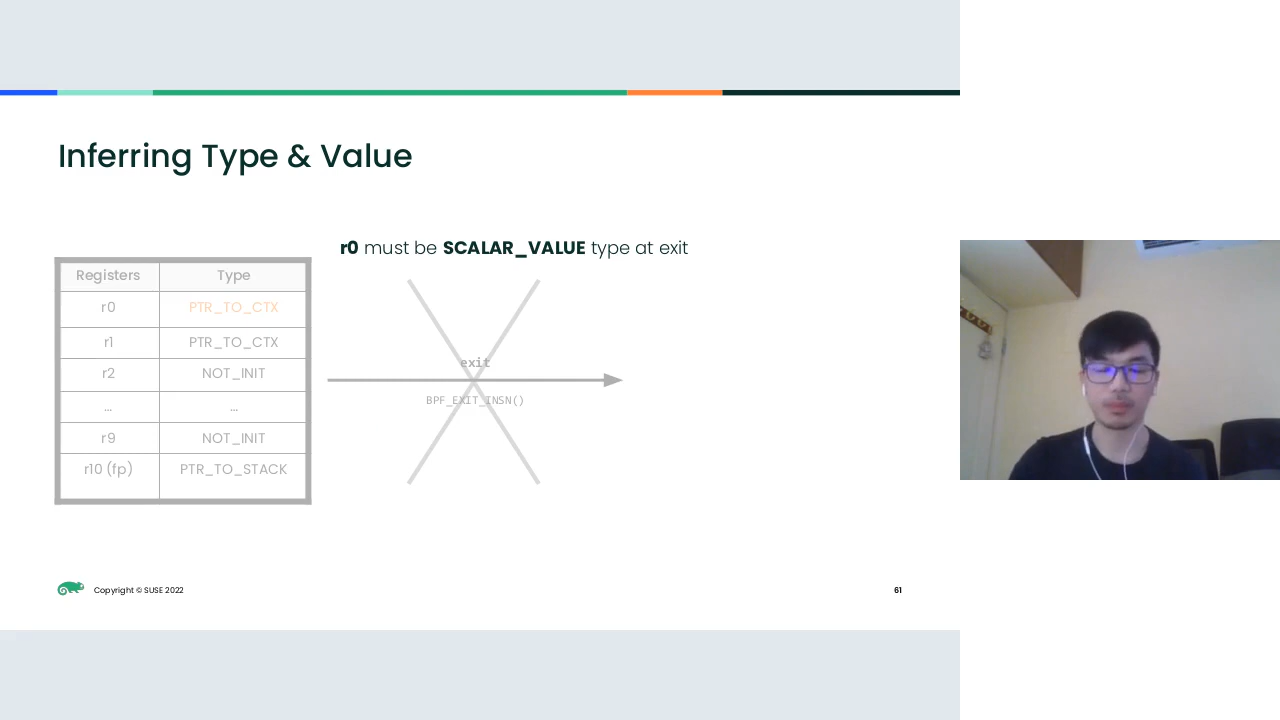 Inferring Type & Value
r0 must be SCALAR_VALUE type at exit
Registers Type
r0 PTR_TO_CTX
r1 PTR_TO_CTX
r2 NOT_INIT
... ...
r9 NOT_INIT
r10 (fp) PTR_TO_STACK
exit
BPF_EXIT_INSN()
Copyright © SUSE 2022
61